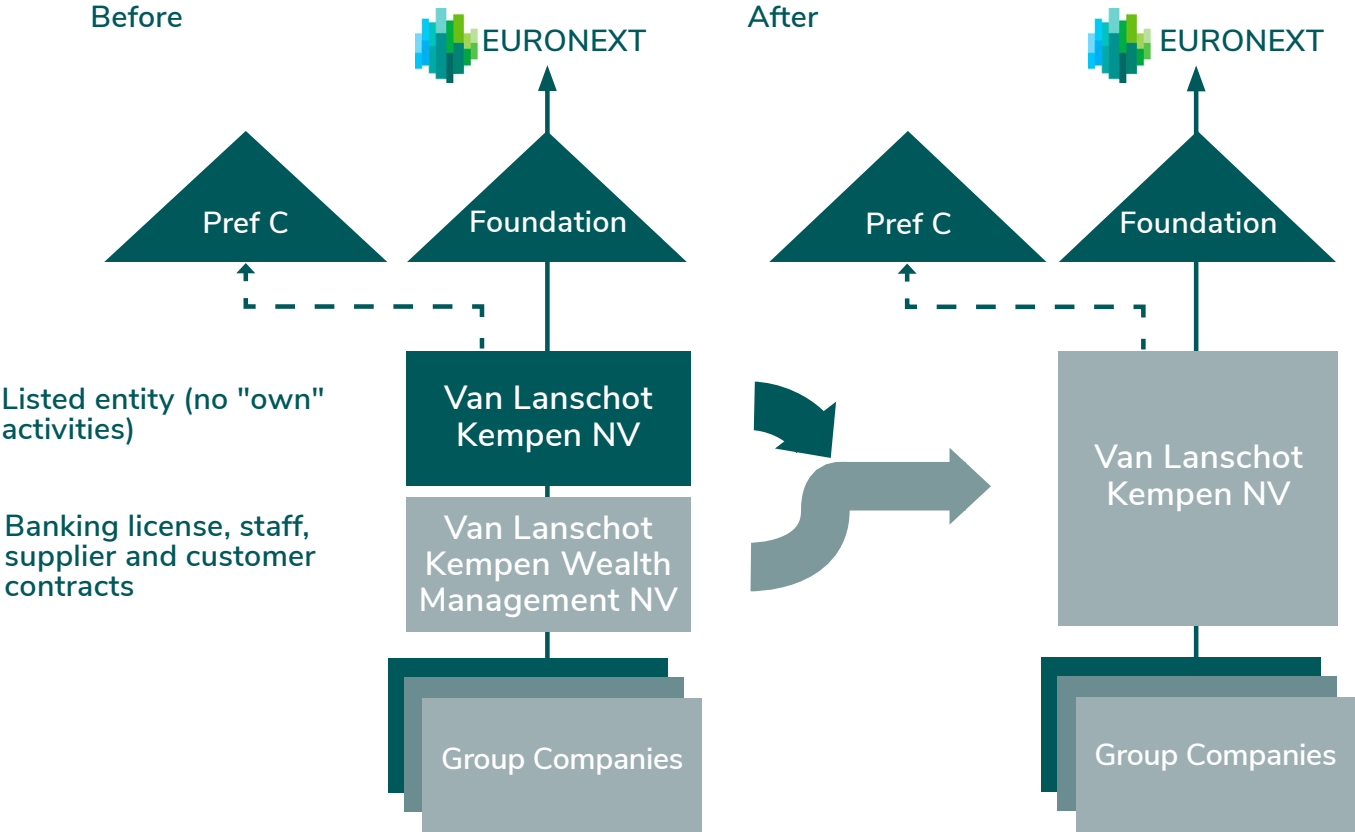 Before
EURONEXT
Pref C
Foundation
Listed entity (no "own"
activities)
Van Lanschot
Kempen NV
Banking license, staff,
supplier and customer
contracts
Van Lanschot
Kempen Wealth
Management NV
Group Companies
After
EURONEXT
Pref C
Foundation
Van Lanschot
Kempen NV
Group Companies